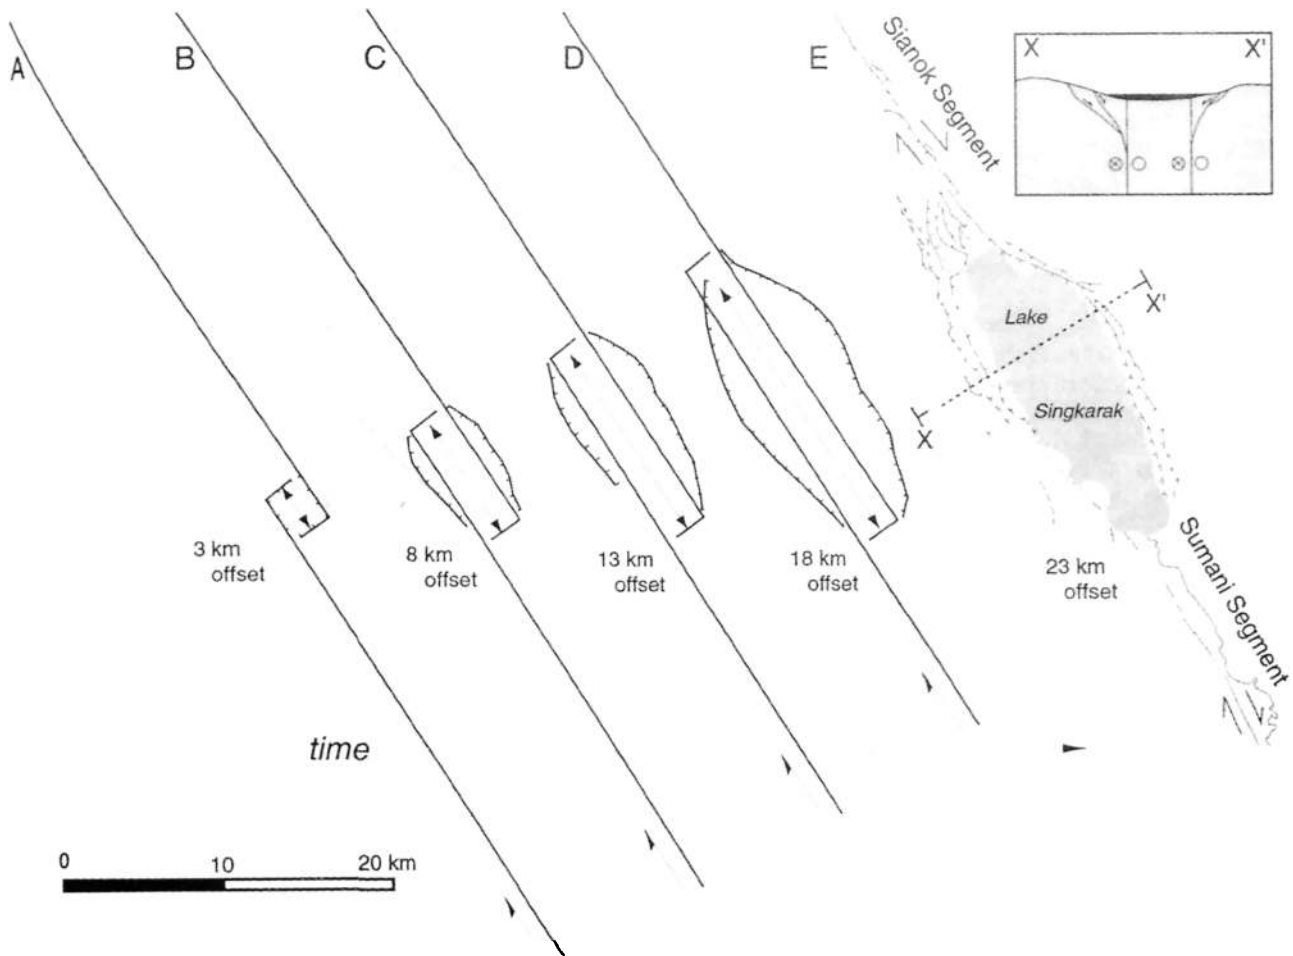 A
B
C
D
E
Sianok Segment
X
X'
Lake
Singkarak
X
X'
3 km
offset
8 km
offset
13 km
offset
18 km
offset
23 km
offset
Sumani Segment
time
0
10
20 km